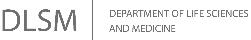 DLSM
DEPARTMENT OF LIFE SCIENCES
AND MEDICINE